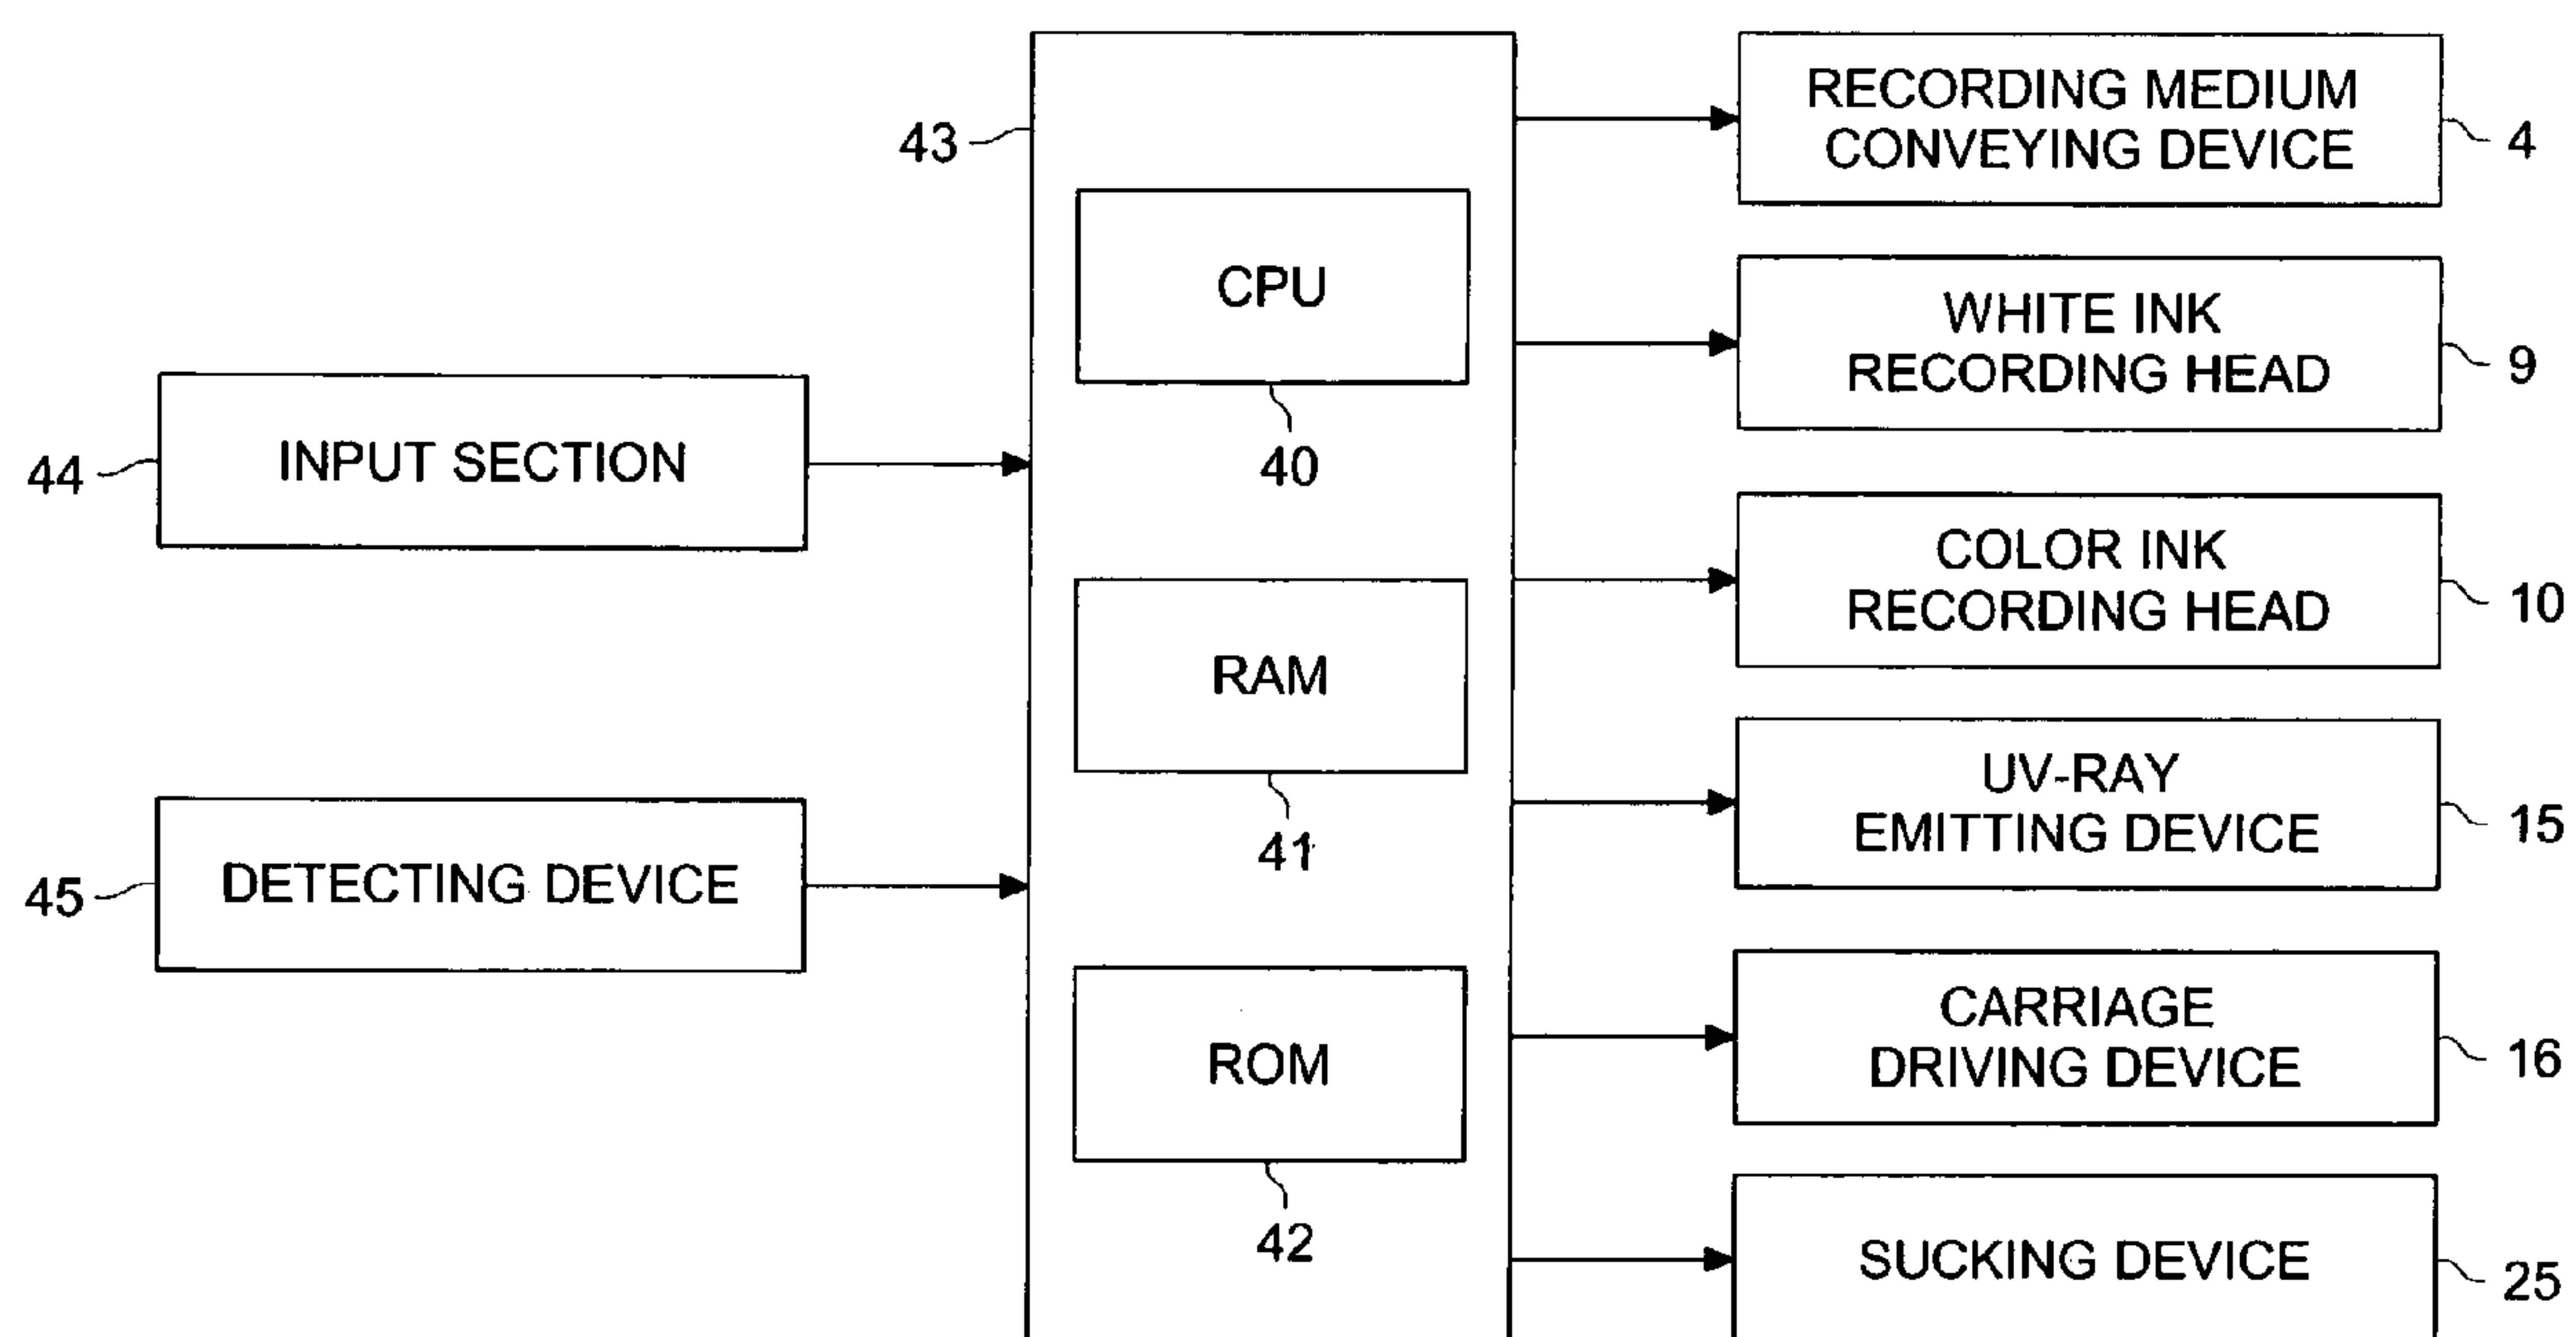 43
CPU
40
RAM
41
ROM
42
INPUT SECTION
44
DETECTING DEVICE
45
RECORDING MEDIUM
CONVEYING DEVICE
4
WHITE INK
RECORDING HEAD
9
COLOR INK
RECORDING HEAD
10
UV-RAY
EMITTING DEVICE
15
CARRIAGE
DRIVING DEVICE
16
SUCKING DEVICE
25